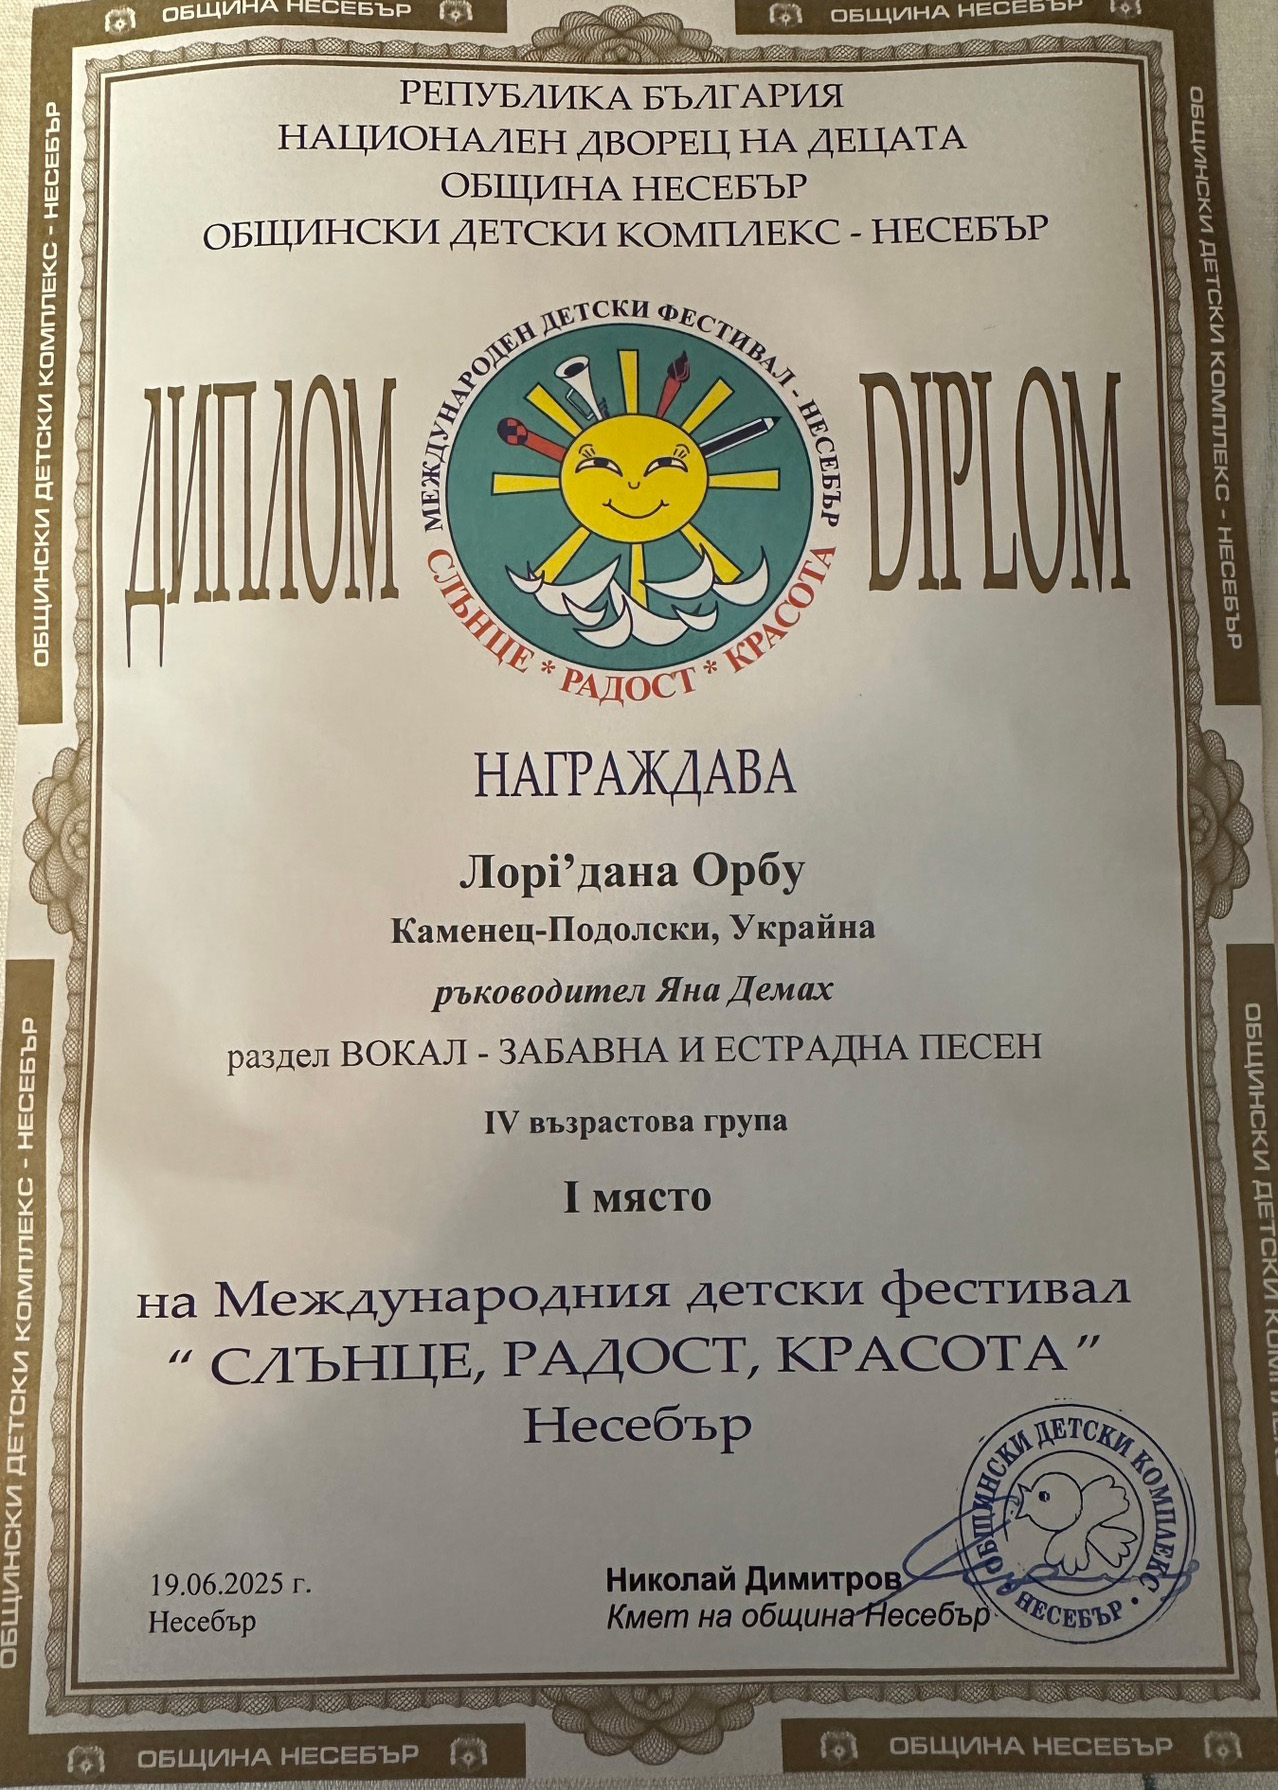 ОБЩИНА НЕСЕБЪР
ОБЩИНА НЕСЕБЪР
РЕПУБЛИКА БЪЛГАРИЯ
НАЦИОНАЛЕН ДВОРЕЦ НА ДЕЦАТА
ОБЩИНА НЕСЕБЪР
ОБЩИНСКИ ДЕТСКИ КОМПЛЕКС - НЕСЕБЪР
ДИПЛОМ
МЕЖДУНАРОДЕН ДЕТСКИ ФЕСТИВАЛ - НЕСЕБЪР
СЛЪНЦЕ * РАДОСТ * КРАСОТА
DIPLOM
НАГРАЖДАВА
Лорі’дана Орбу
Каменец-Подолски, Украйна
ръководител Яна Демах
раздел ВОКАЛ - ЗАБАВНА И ЕСТРАДНА ПЕСЕН
IV възрастова група
I място
на Международния детски фестивал
“ СЛЪНЦЕ, РАДОСТ, КРАСОТА ”
Несебър
19.06.2025 г.
Несебър
Николай Димитров
Кмет на община Несебър
ОБЩИНСКИ ДЕТСКИ КОМПЛЕКС
• НЕСЕБЪР •
ОБЩИНСКИ ДЕТСКИ КОМПЛЕКС - НЕСЕБЪР
ОБЩИНСКИ ДЕТСКИ КОМПЛЕКС - НЕСЕБЪР
ОБЩИНСКИ ДЕТСКИ КОМПЛЕКС - НЕСЕБЪР
ОБЩИНСКИ ДЕТСКИ КОМПЛЕКС
ОБЩИНА НЕСЕБЪР
ОБЩИНА НЕСЕБЪР